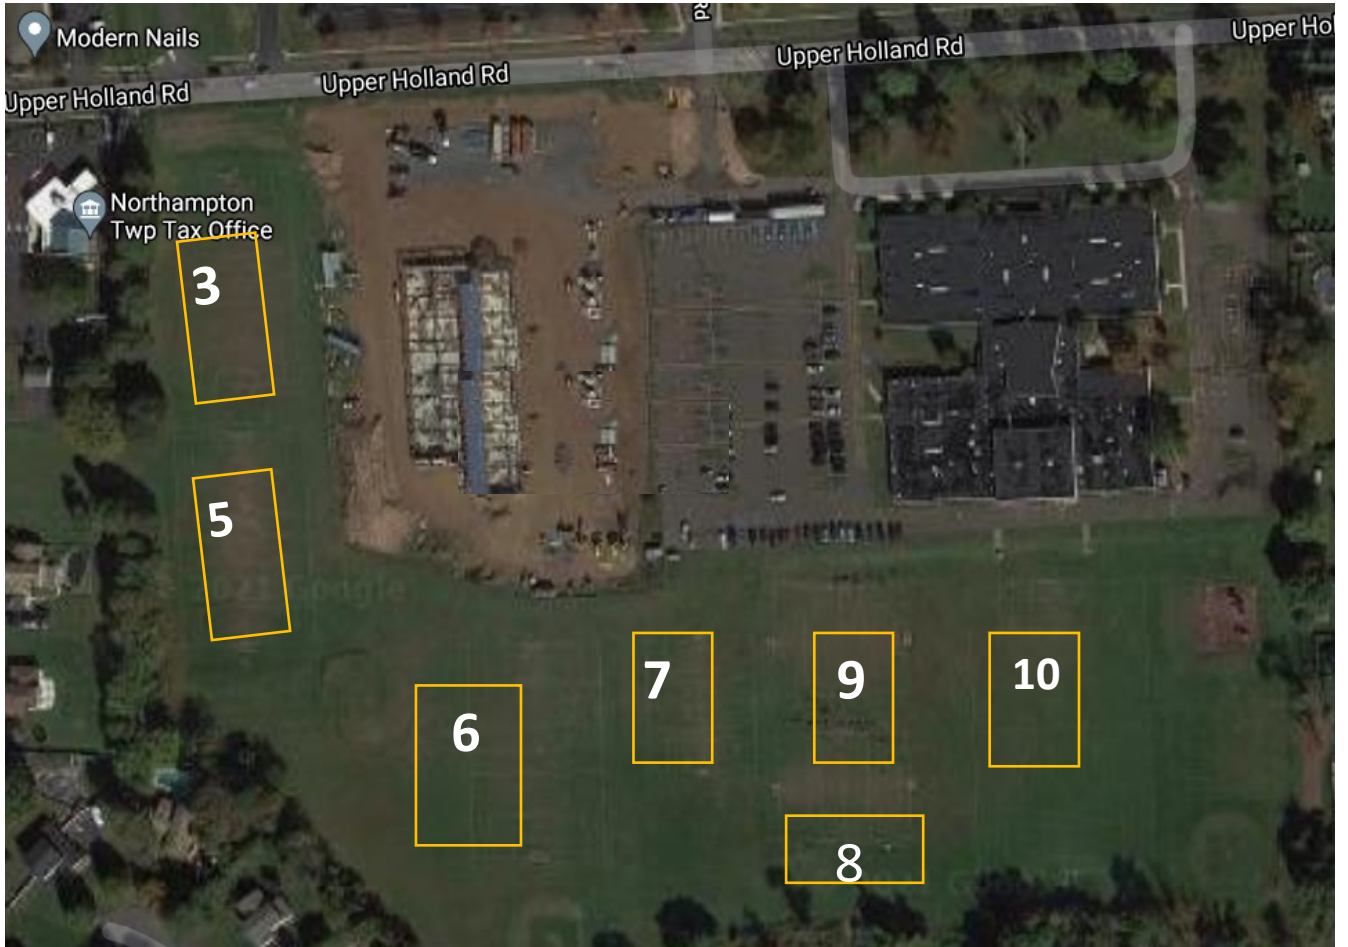 Rd
Modern Nails
Upper Holland Rd
Upper Holland Rd
Upper Holland Rd
Upper Hol
Northampton
Twp Tax Office
3
5
6
7
9
10
8